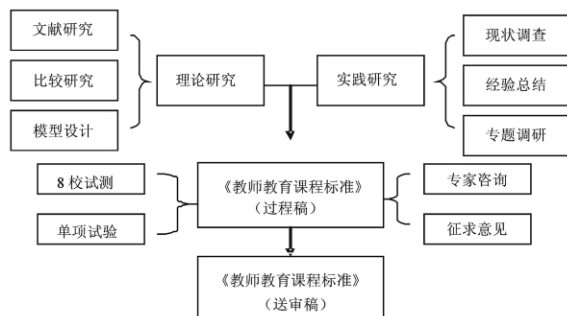 文献研究
比较研究
模型设计
理论研究
实践研究
现状调查
经验总结
专题调研
8 校试测
单项试验
《教师教育课程标准》
（过程稿）
专家咨询
征求意见
《教师教育课程标准》
（送审稿）